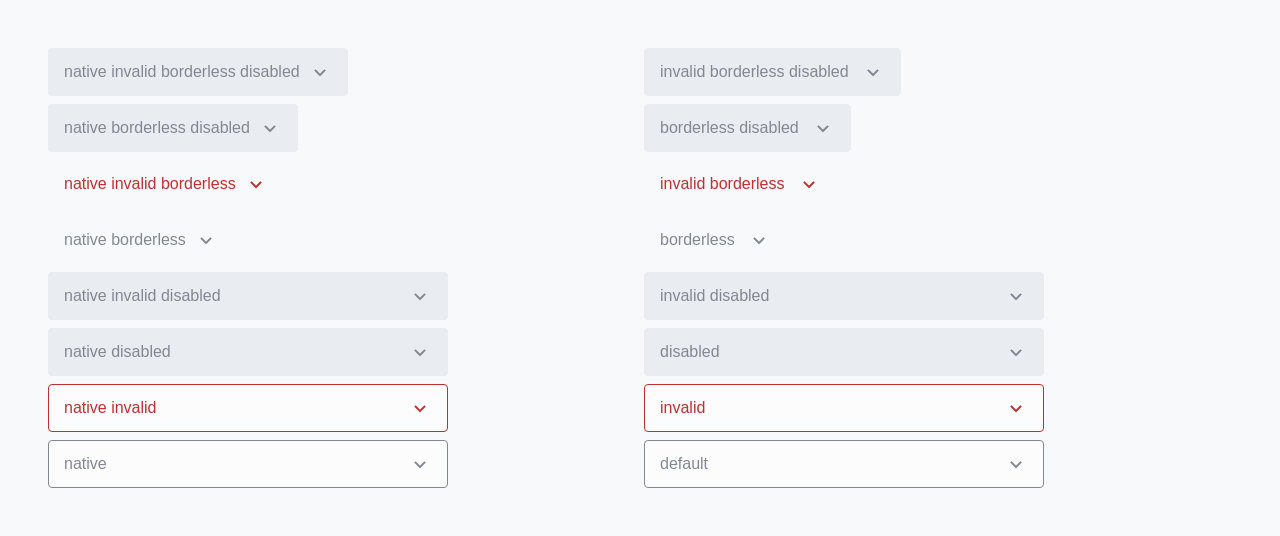 native invalid borderless disabled
native borderless disabled
native invalid borderless
native borderless
native invalid disabled
native disabled
native invalid
native
invalid borderless disabled
borderless disabled
invalid borderless
borderless
invalid disabled
disabled
invalid
default